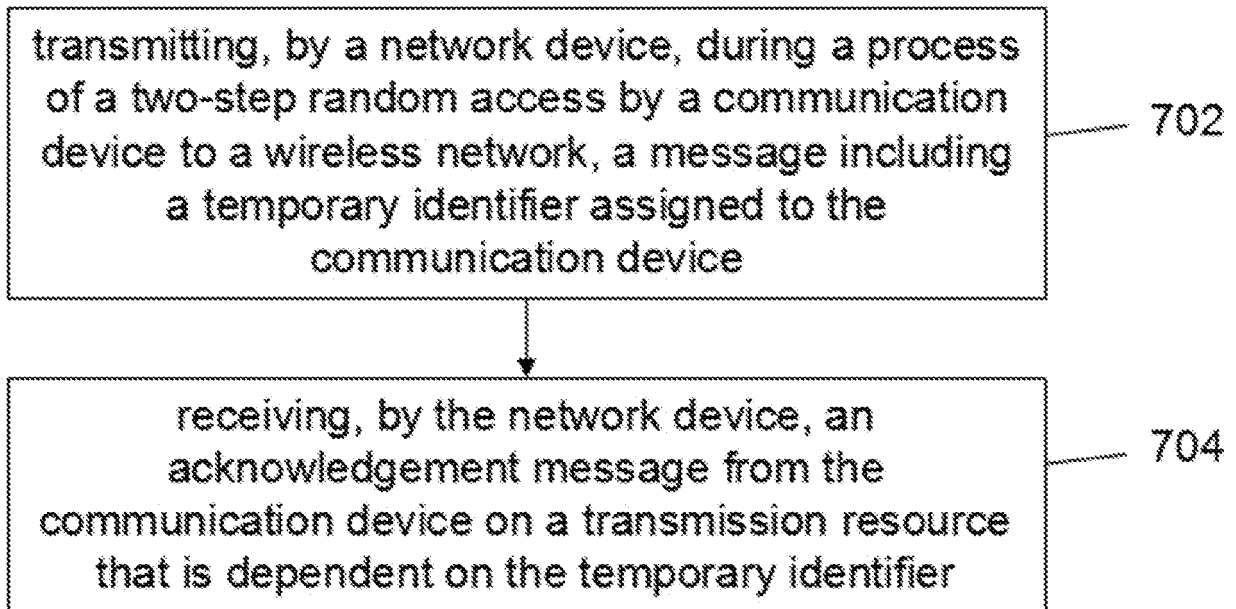 transmitting, by a network device, during a process
of a two-step random access by a communication
device to a wireless network, a message including
a temporary identifier assigned to the
communication device
702
receiving, by the network device, an
acknowledgement message from the
communication device on a transmission resource
that is dependent on the temporary identifier
704